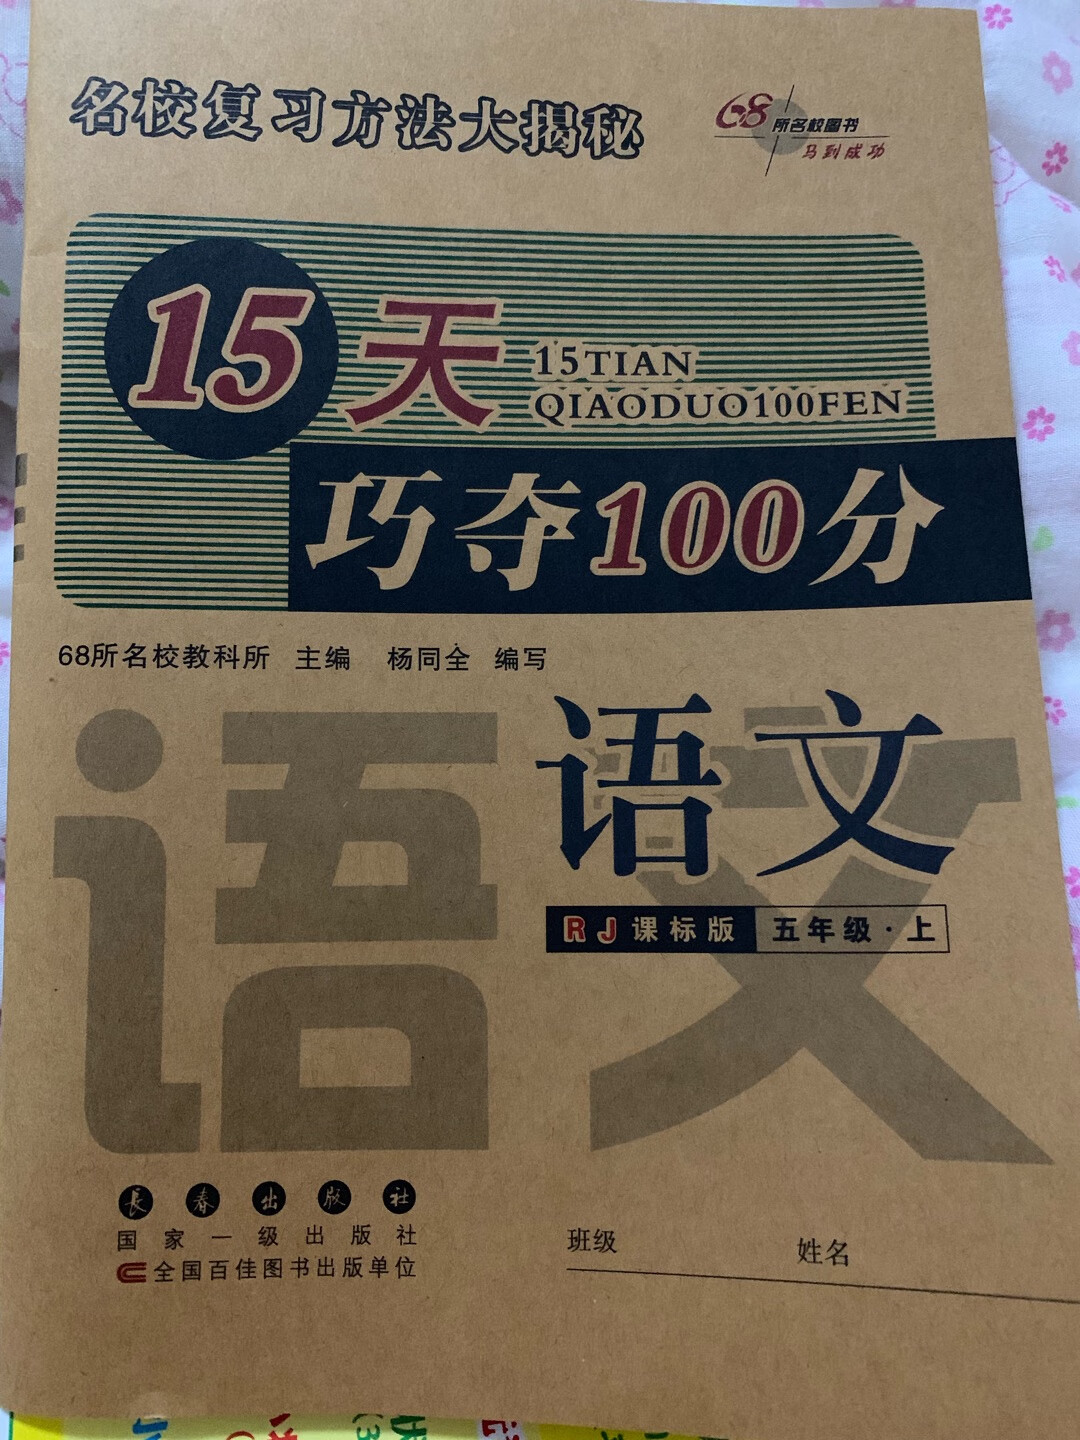 名校复习方法大揭秘
68所名校图书
马到成功
15天
15TIAN
QIAODUO100FEN
巧夺100分
68所名校教科所 主编 杨同全 编写
语文
语文
RJ课标版 五年级·上
长春出版社
国家一级出版社
全国百佳图书出版单位
班级 姓名